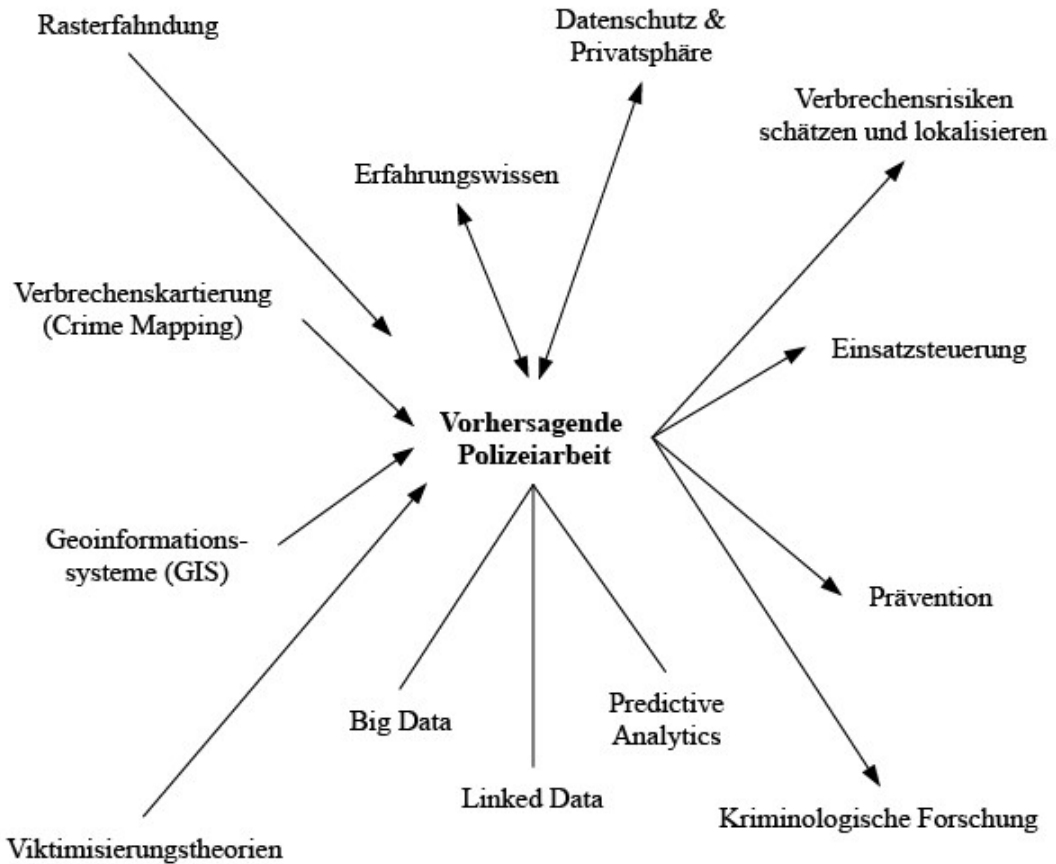 Rasterfahndung
Datenschutz &
Privatsphäre
Verbrechensrisiken
schätzen und lokalisieren
Erfahrungswissen
Verbrechenskartierung
(Crime Mapping)
Einsatzsteuerung
Vorhersagende
Polizeiarbeit
Geoinformations-
systeme (GIS)
Prävention
Big Data
Predictive
Analytics
Linked Data
Kriminologische Forschung
Viktimisierungstheorien